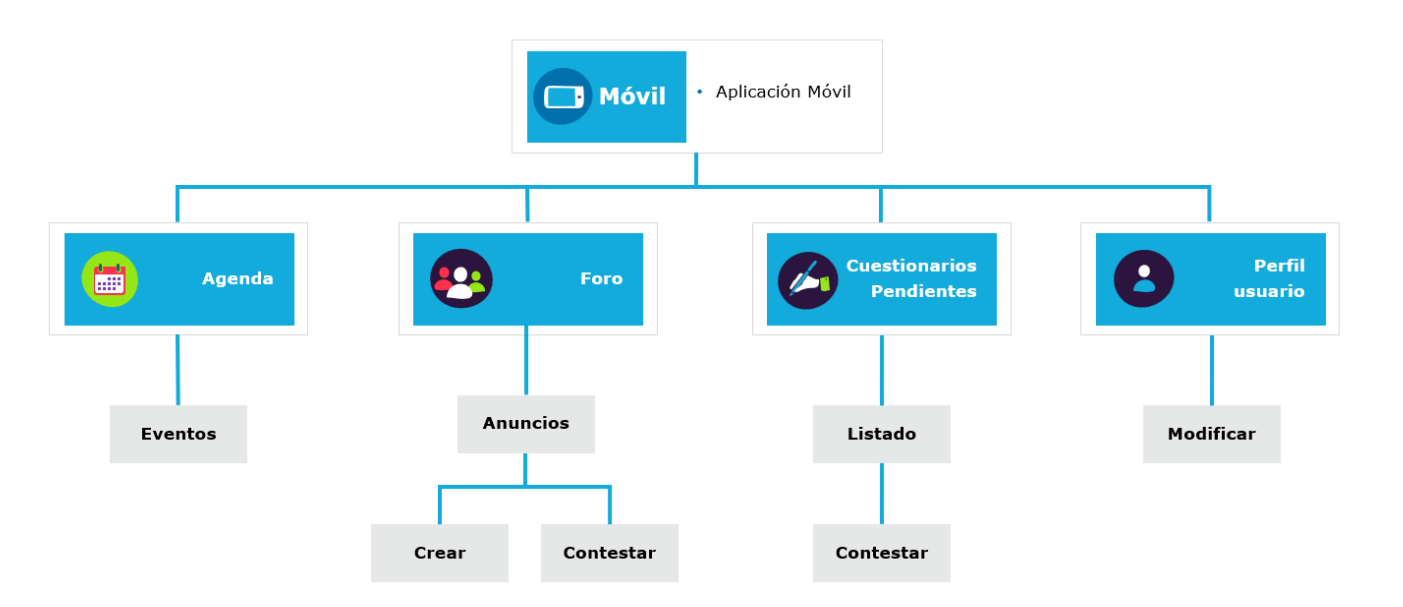 Móvil
• Aplicación Móvil
Agenda
Foro
Cuestionarios
Pendientes
Perfil
usuario
Eventos
Anuncios
Listado
Modificar
Crear
Contestar
Contestar